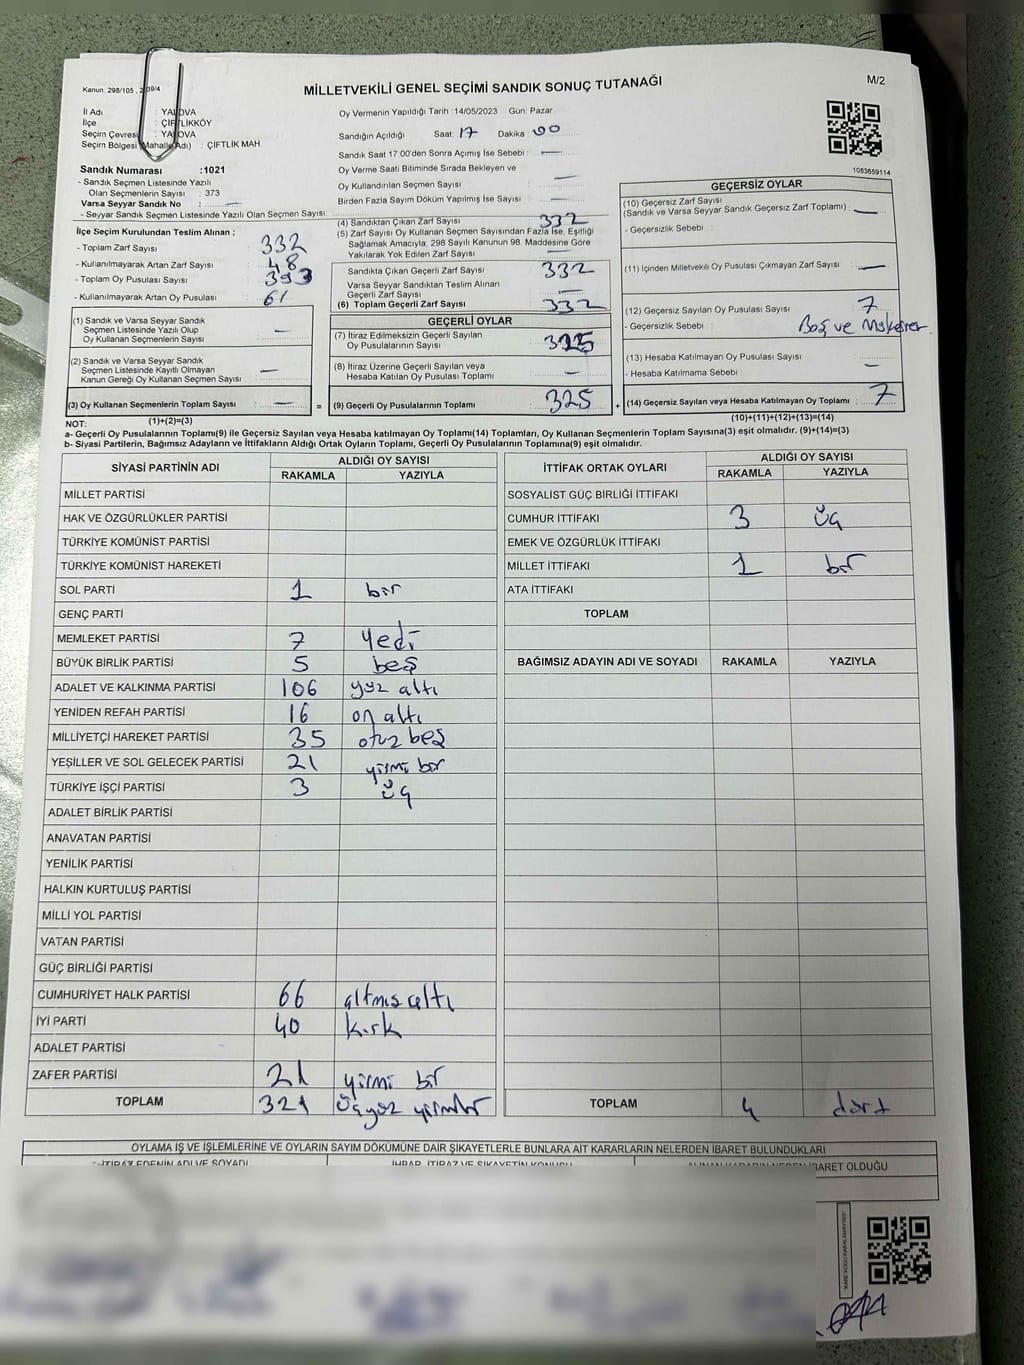 Kanun: 298/105 , 239/4
MİLLETVEKİLİ GENEL SEÇİMİ SANDIK SONUÇ TUTANAĞI
M/2
İl Adı : YALOVA
İlçe : ÇİFTLİKKÖY
Seçim Çevresi : YALOVA
Seçim Bölgesi (Mahalle Adı) : ÇİFTLİK MAH
Sandık Numarası :1021
- Sandık Seçmen Listesinde Yazılı
Olan Seçmenlerin Sayısı : 373
Varsa Seyyar Sandık No : —
- Seyyar Sandık Seçmen Listesinde Yazılı Olan Seçmen Sayısı:
Oy Vermenin Yapıldığı Tarih :14/05/2023 Gün: Pazar
Sandığın Açıldığı Saat: 17 Dakika : 00
Sandık Saat 17:00'den Sonra Açımış İse Sebebi : —
Oy Verme Saati Bitiminde Sırada Bekleyen ve
Oy Kullandırılan Seçmen Sayısı : —
Birden Fazla Sayım Döküm Yapılmış İse Sayısı : —
1083659114
İlçe Seçim Kurulundan Teslim Alınan ;
- Toplam Zarf Sayısı : 332
- Kullanılmayarak Artan Zarf Sayısı : 48
- Toplam Oy Pusulası Sayısı : 393
- Kullanılmayarak Artan Oy Pusulası : 61
(1) Sandık ve Varsa Seyyar Sandık
Seçmen Listesinde Yazılı Olup
Oy Kullanan Seçmenlerin Sayısı : —
(2) Sandık ve Varsa Seyyar Sandık
Seçmen Listesinde Kayıtlı Olmayan
Kanun Gereği Oy Kullanan Seçmen Sayısı : —
(3) Oy Kullanan Seçmenlerin Toplam Sayısı : — =
(1)+(2)=(3)
(4) Sandıktan Çıkan Zarf Sayısı : 332
(5) Zarf Sayısı Oy Kullanan Seçmen Sayısından Fazla İse, Eşitliği
Sağlamak Amacıyla, 298 Sayılı Kanunun 98. Maddesine Göre
Yakılarak Yok Edilen Zarf Sayısı : —
Sandıkta Çıkan Geçerli Zarf Sayısı : 332
Varsa Seyyar Sandıktan Teslim Alınan
Geçerli Zarf Sayısı : —
(6) Toplam Geçerli Zarf Sayısı : 332
GEÇERLİ OYLAR
(7) İtiraz Edilmeksizin Geçerli Sayılan
Oy Pusulalarının Sayısı : 325
(8) İtiraz Üzerine Geçerli Sayılan veya
Hesaba Katılan Oy Pusulası Toplamı : —
(9) Geçerli Oy Pusulalarının Toplamı : 325 +
GEÇERSİZ OYLAR
(10) Geçersiz Zarf Sayısı
(Sandık ve Varsa Seyyar Sandık Geçersiz Zarf Toplamı) : —
- Geçersizlik Sebebi :
(11) İçinden Milletvekili Oy Pusulası Çıkmayan Zarf Sayısı : —
(12) Geçersiz Sayılan Oy Pusulası Sayısı : 7
- Geçersizlik Sebebi : Boş ve Mükerrer
(13) Hesaba Katılmayan Oy Pusulası Sayısı :
- Hesaba Katılmama Sebebi : —
(14) Geçersiz Sayılan veya Hesaba Katılmayan Oy Toplamı : 7
(10)+(11)+(12)+(13)=(14)
NOT:
a- Geçerli Oy Pusulalarının Toplamı(9) ile Geçersiz Sayılan veya Hesaba katılmayan Oy Toplamı(14) Toplamları, Oy Kullanan Seçmenlerin Toplam Sayısına(3) eşit olmalıdır. (9)+(14)=(3)
b- Siyasi Partilerin, Bağımsız Adayların ve İttifakların Aldığı Ortak Oyların Toplamı, Geçerli Oy Pusulalarının Toplamına(9) eşit olmalıdır.
SİYASİ PARTİNİN ADI ALDIĞI OY SAYISI
RAKAMLA YAZIYLA
MİLLET PARTİSİ
HAK VE ÖZGÜRLÜKLER PARTİSİ
TÜRKİYE KOMÜNİST PARTİSİ
TÜRKİYE KOMÜNİST HAREKETİ
SOL PARTİ 1 bir
GENÇ PARTİ
MEMLEKET PARTİSİ 7 yedi
BÜYÜK BİRLİK PARTİSİ 5 beş
ADALET VE KALKINMA PARTİSİ 106 yüz altı
YENİDEN REFAH PARTİSİ 16 on altı
MİLLİYETÇİ HAREKET PARTİSİ 35 otuz beş
YEŞİLLER VE SOL GELECEK PARTİSİ 21 yirmi bir
TÜRKİYE İŞÇİ PARTİSİ 3 üç
ADALET BİRLİK PARTİSİ
ANAVATAN PARTİSİ
YENİLİK PARTİSİ
HALKIN KURTULUŞ PARTİSİ
MİLLİ YOL PARTİSİ
VATAN PARTİSİ
GÜÇ BİRLİĞİ PARTİSİ
CUMHURİYET HALK PARTİSİ 66 altmış altı
İYİ PARTİ 40 kırk
ADALET PARTİSİ
ZAFER PARTİSİ 21 yirmi bir
TOPLAM 321 üçyüz yirmibir
İTTİFAK ORTAK OYLARI ALDIĞI OY SAYISI
RAKAMLA YAZIYLA
SOSYALİST GÜÇ BİRLİĞİ İTTİFAKI
CUMHUR İTTİFAKI 3 üç
EMEK VE ÖZGÜRLÜK İTTİFAKI
MİLLET İTTİFAKI 1 bir
ATA İTTİFAKI
TOPLAM
BAĞIMSIZ ADAYIN ADI VE SOYADI RAKAMLA YAZIYLA
TOPLAM 4 dört
OYLAMA İŞ VE İŞLEMLERİNE VE OYLARIN SAYIM DÖKÜMÜNE DAİR ŞİKAYETLERLE BUNLARA AİT KARARLARIN NELERDEN İBARET BULUNDUKLARI
İTİRAZ EDENİN ADI VE SOYADI İHBAR, İTİRAZ VE ŞİKAYETİN KONUSU ALINAN KARARIN NEDEN İBARET OLDUĞU